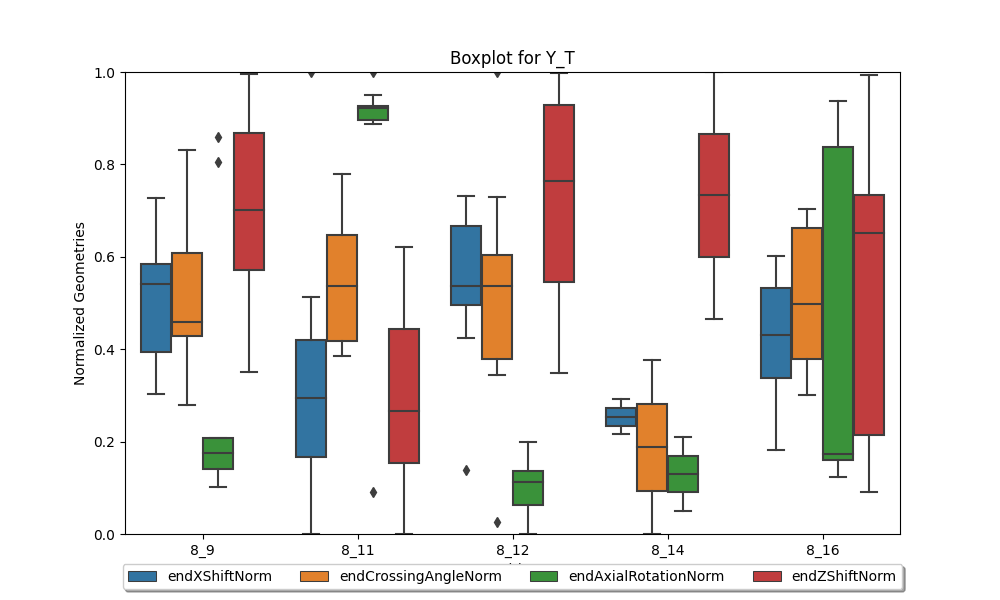 Boxplot for Y_T
Normalized Geometries
1.0
0.8
0.6
0.4
0.2
0.0
8_9 8_11 8_12 8_14 8_16
endXShiftNorm endCrossingAngleNorm endAxialRotationNorm endZShiftNorm